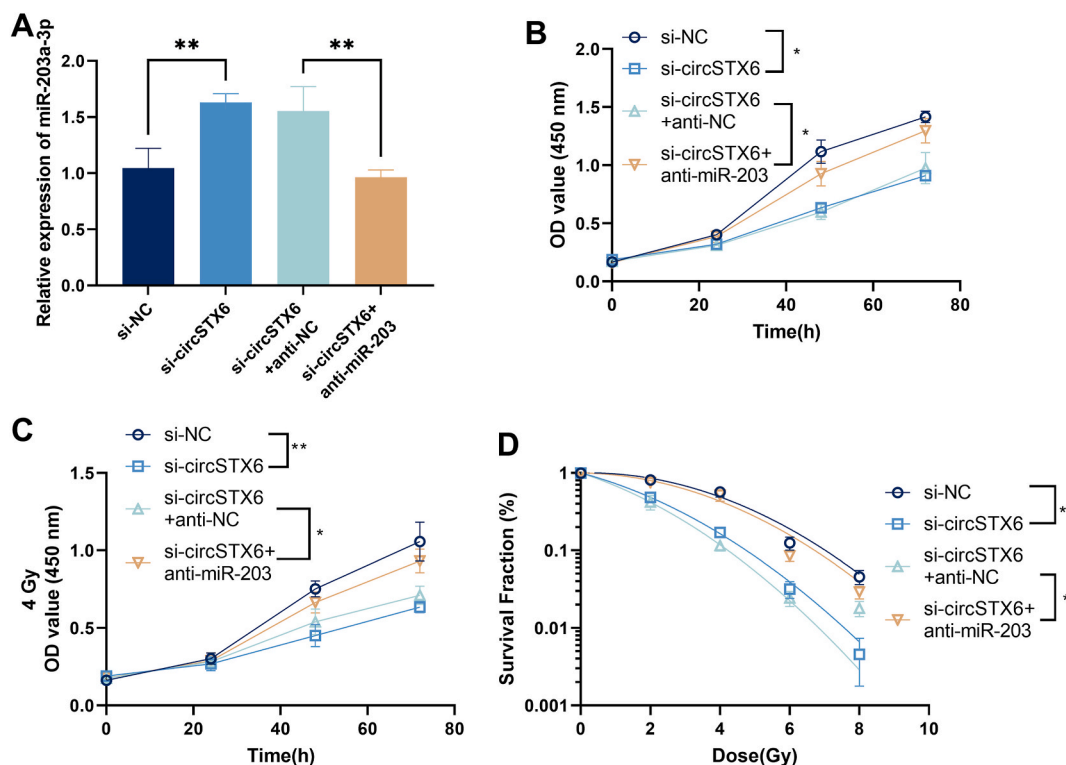 A
Relative expression of miR-203a-3p
2.0
1.5
1.0
0.5
0.0
**
**
si-NC
si-circSTX6
si-circSTX6
+anti-NC
si-circSTX6+
anti-miR-203
B
OD value (450 nm)
2.0
1.5
1.0
0.5
0.0
0 20 40 60 80
Time(h)
si-NC
si-circSTX6
*
si-circSTX6
+anti-NC
si-circSTX6+
anti-miR-203
*
C
4 Gy
OD value (450 nm)
1.5
1.0
0.5
0.0
0 20 40 60 80
Time(h)
si-NC
si-circSTX6
**
si-circSTX6
+anti-NC
si-circSTX6+
anti-miR-203
*
D
Survival Fraction (%)
1
0.1
0.01
0.001
0 2 4 6 8 10
Dose(Gy)
si-NC
si-circSTX6
*
si-circSTX6
+anti-NC
si-circSTX6+
anti-miR-203
*